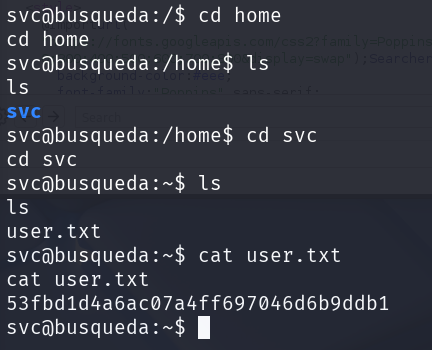 svc@busqueda:/$ cd home
cd home
svc@busqueda:/home$ ls
ls
svc
svc@busqueda:/home$ cd svc
cd svc
svc@busqueda:~$ ls
ls
user.txt
svc@busqueda:~$ cat user.txt
cat user.txt
53fbd1d4a6ac07a4ff697046d6b9ddb1
svc@busqueda:~$